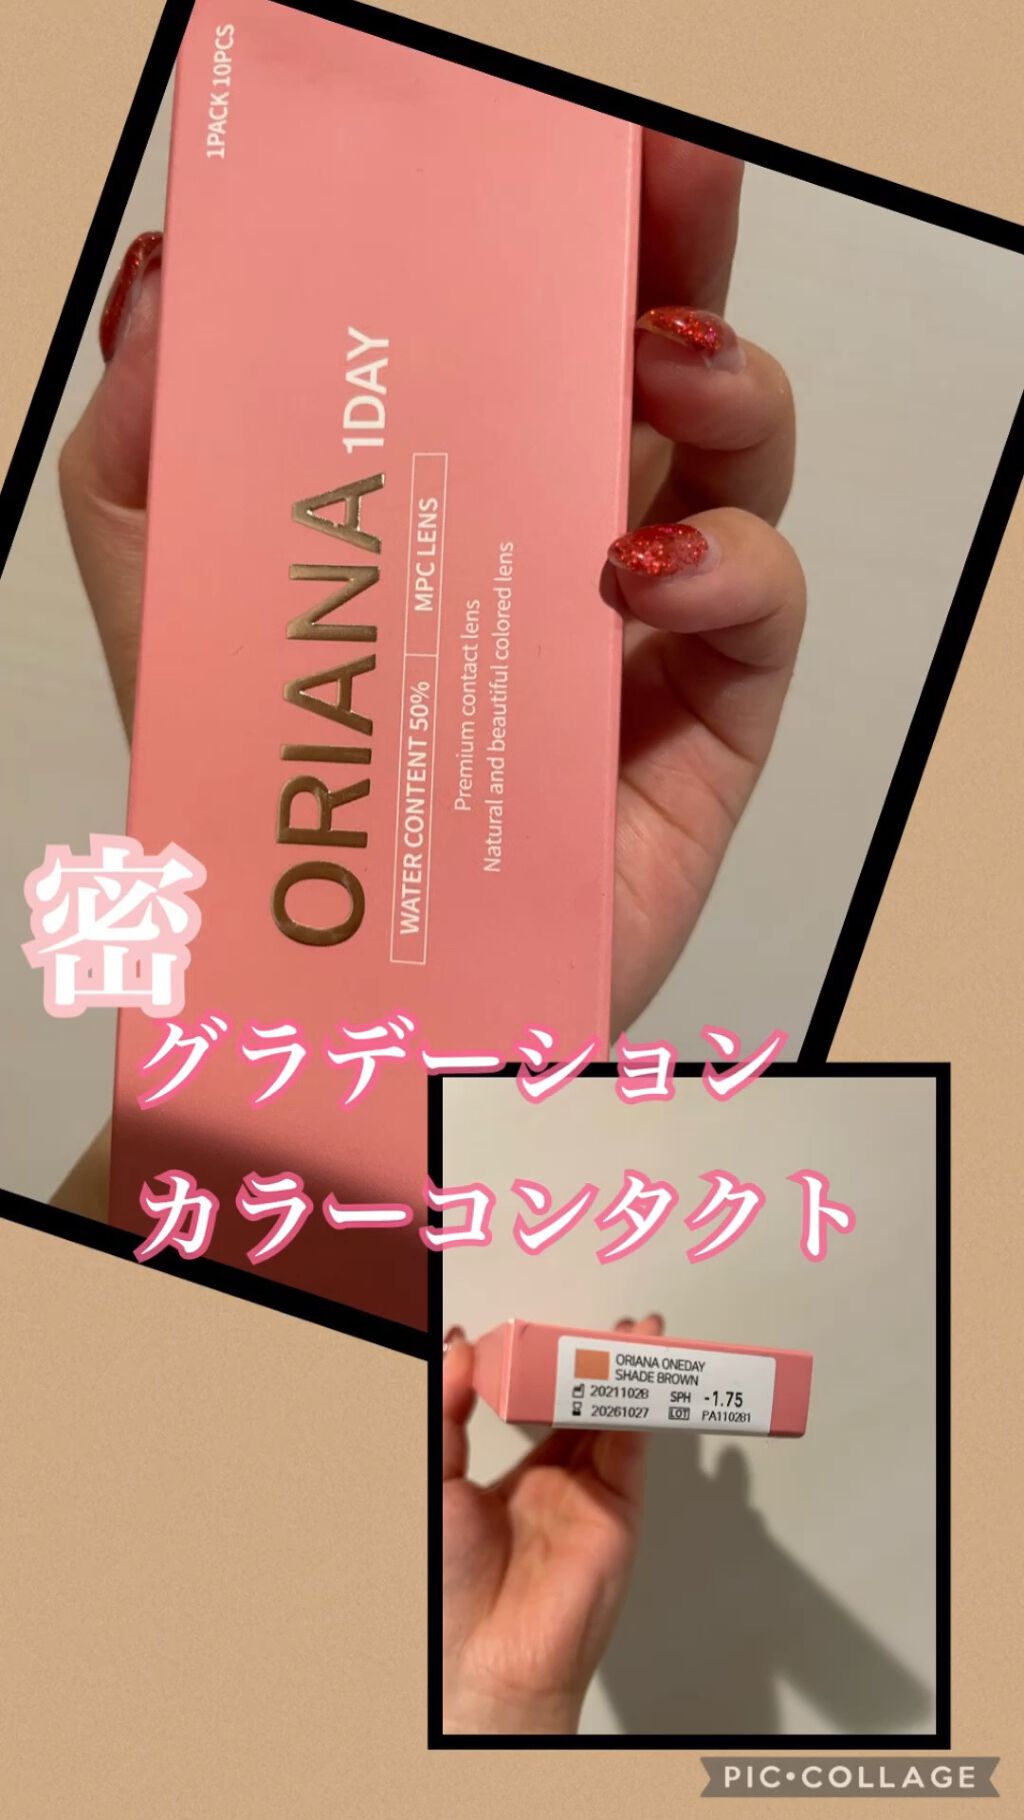 1PACK 10PCS
ORIANA 1DAY
WATER CONTENT 50% MPC LENS
Premium contact lens
Natural and beautiful colored lens
密
グラデーション
カラーコンタクト
ORIANA ONEDAY
SHADE BROWN
20211028 SPH -1.75
20261027 LOT PA110281
PIC•COLLAGE